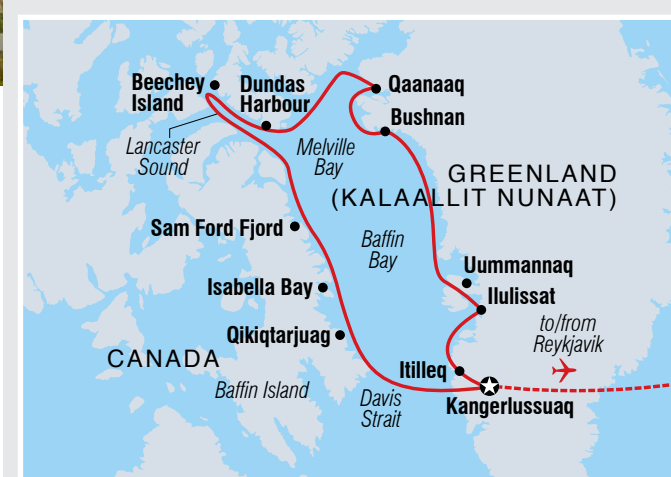 Beechey
Island
Dundas
Harbour
Qaanaaq
Bushnan
Lancaster
Sound
Melville
Bay
GREENLAND
(KALAALLIT NUNAAT)
Sam Ford Fjord
Baffin
Bay
Uummannaq
Isabella Bay
Ilulissat
to/from
Reykjavik
Qikiqtarjuag
CANADA
Itilleq
Baffin Island
Davis
Strait
Kangerlussuaq